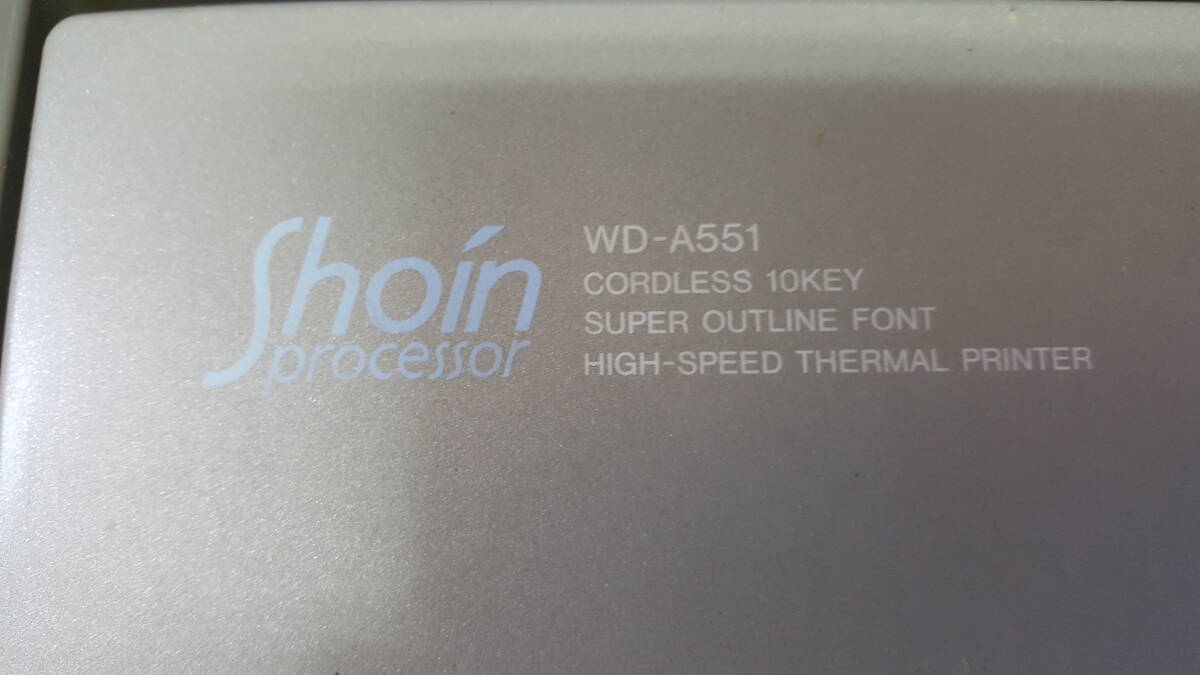 Shoin
processor
WD-A551
CORDLESS 10KEY
SUPER OUTLINE FONT
HIGH-SPEED THERMAL PRINTER